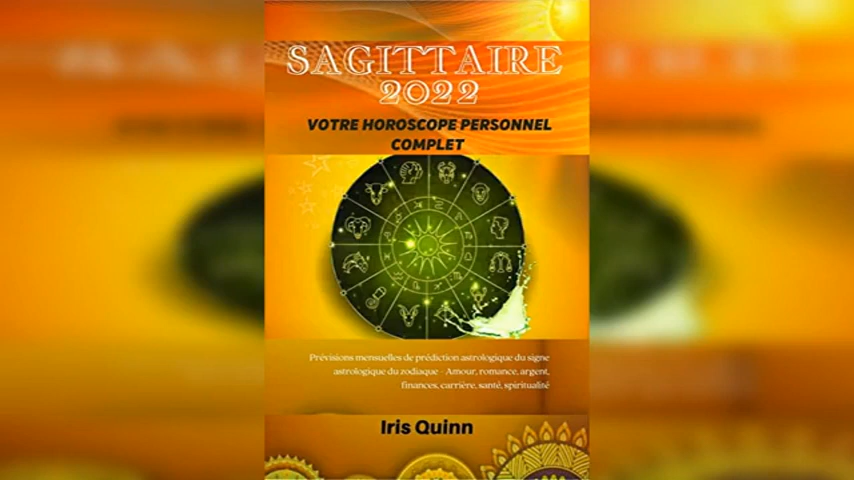 SAGITTAIRE
2022
VOTRE HOROSCOPE PERSONNEL
COMPLET
Prévisions mensuelles de prédiction astrologique du signe
astrologique du zodiaque - Amour, romance, argent,
finances, carrière, santé, spiritualité
Iris Quinn